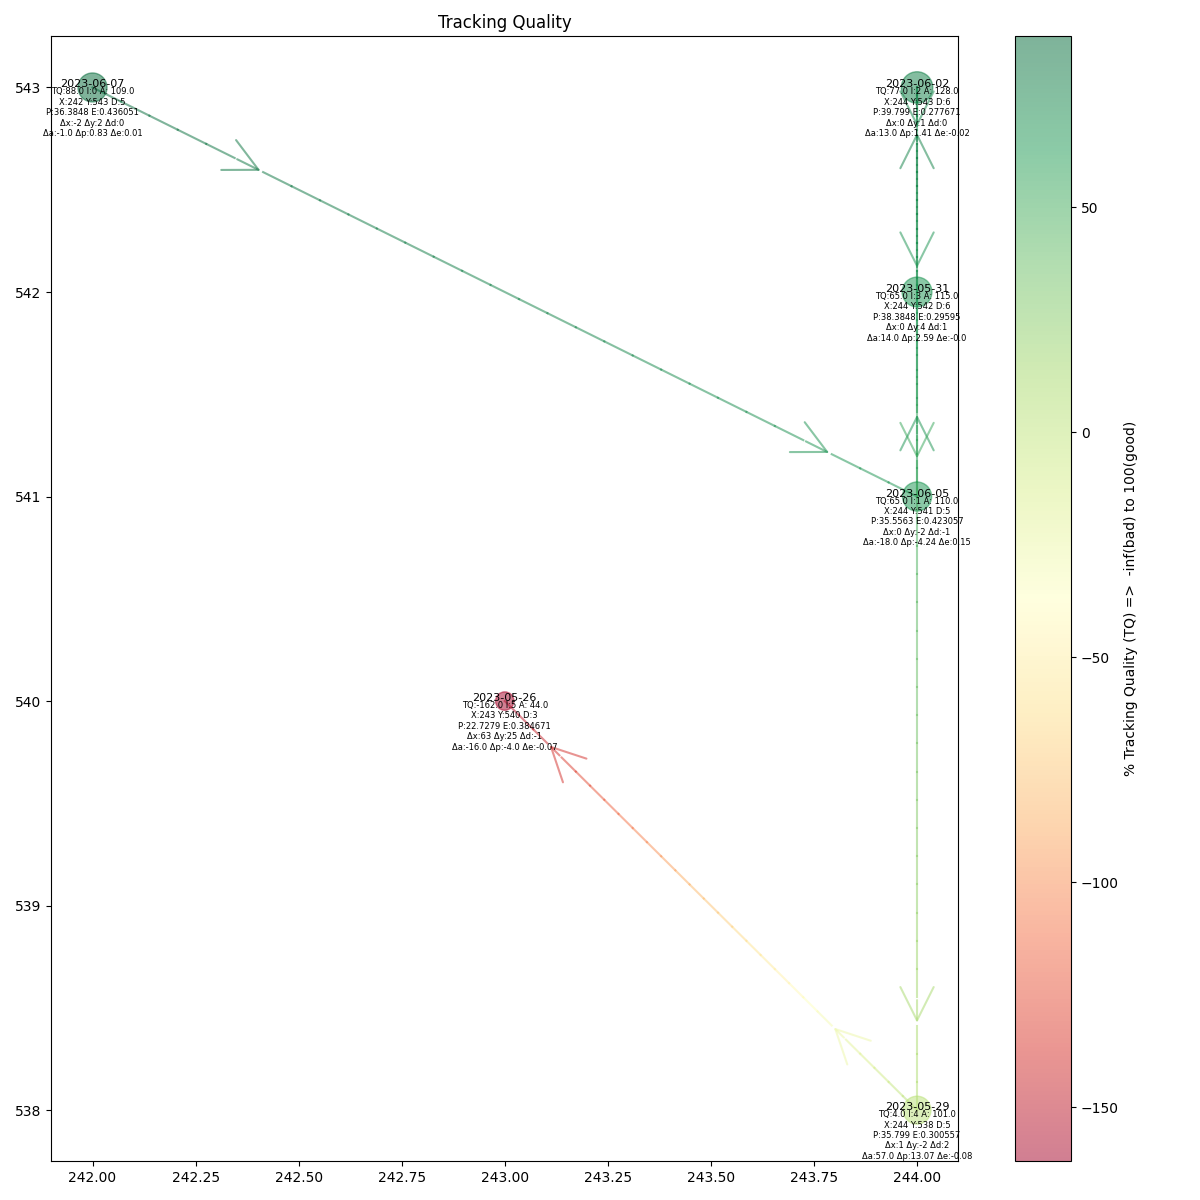 Tracking Quality
543
542
541
540
539
538
2023-06-07
TQ:88.0 I:0 A: 109.0
X:242 Y:543 D:5
P:36.3848 E:0.436051
Δx:-2 Δy:2 Δd:0
Δa:-1.0 Δp:0.83 Δe:0.01
2023-06-02
TQ:77.0 I:2 A: 128.0
X:244 Y:543 D:6
P:39.799 E:0.277671
Δx:0 Δy:1 Δd:0
Δa:13.0 Δp:1.41 Δe:-0.02
2023-05-31
TQ:65.0 I:3 A: 115.0
X:244 Y:542 D:6
P:38.3848 E:0.29595
Δx:0 Δy:4 Δd:1
Δa:14.0 Δp:2.59 Δe:-0.0
2023-06-05
TQ:65.0 I:1 A: 110.0
X:244 Y:541 D:5
P:35.5563 E:0.423057
Δx:0 Δy:-2 Δd:-1
Δa:-18.0 Δp:-4.24 Δe:0.15
2023-05-26
TQ:-162.0 I:5 A: 44.0
X:243 Y:540 D:3
P:22.7279 E:0.384671
Δx:63 Δy:25 Δd:-1
Δa:-16.0 Δp:-4.0 Δe:-0.07
2023-05-29
TQ:4.0 I:4 A: 101.0
X:244 Y:538 D:5
P:35.799 E:0.300557
Δx:1 Δy:-2 Δd:2
Δa:57.0 Δp:13.07 Δe:-0.08
242.00 242.25 242.50 242.75 243.00 243.25 243.50 243.75 244.00
50
0
−50
−100
−150
% Tracking Quality (TQ) => -inf(bad) to 100(good)